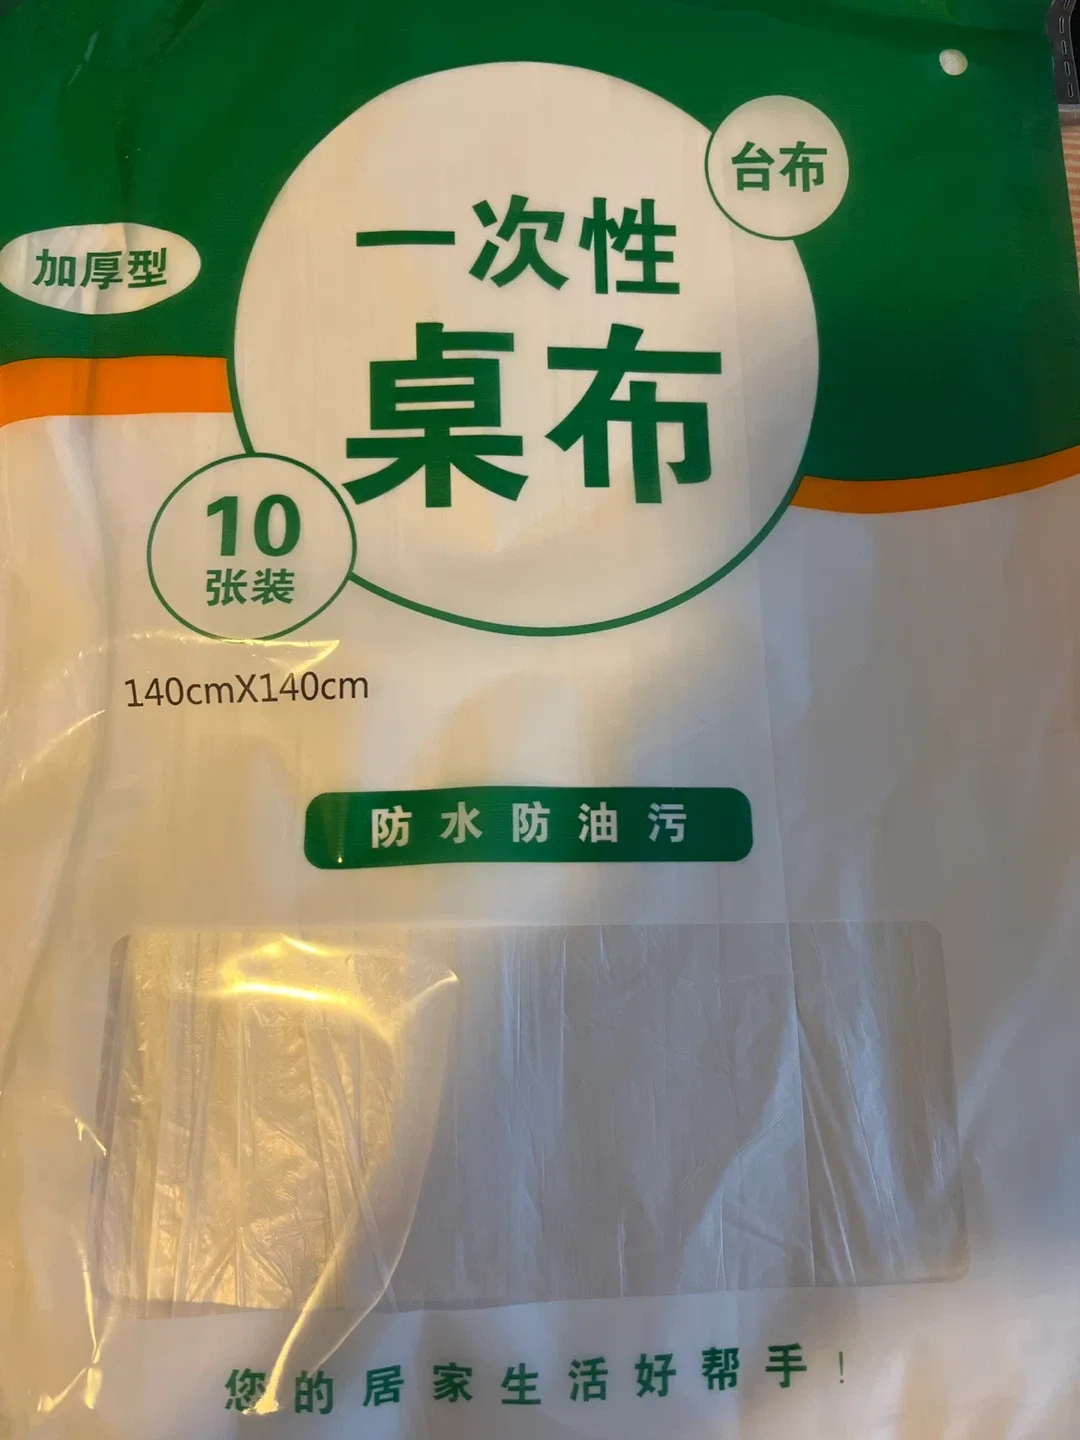 台布
一次性
加厚型
桌布
10
张装
140cmX140cm
防水防油污
您的居家生活好帮手!